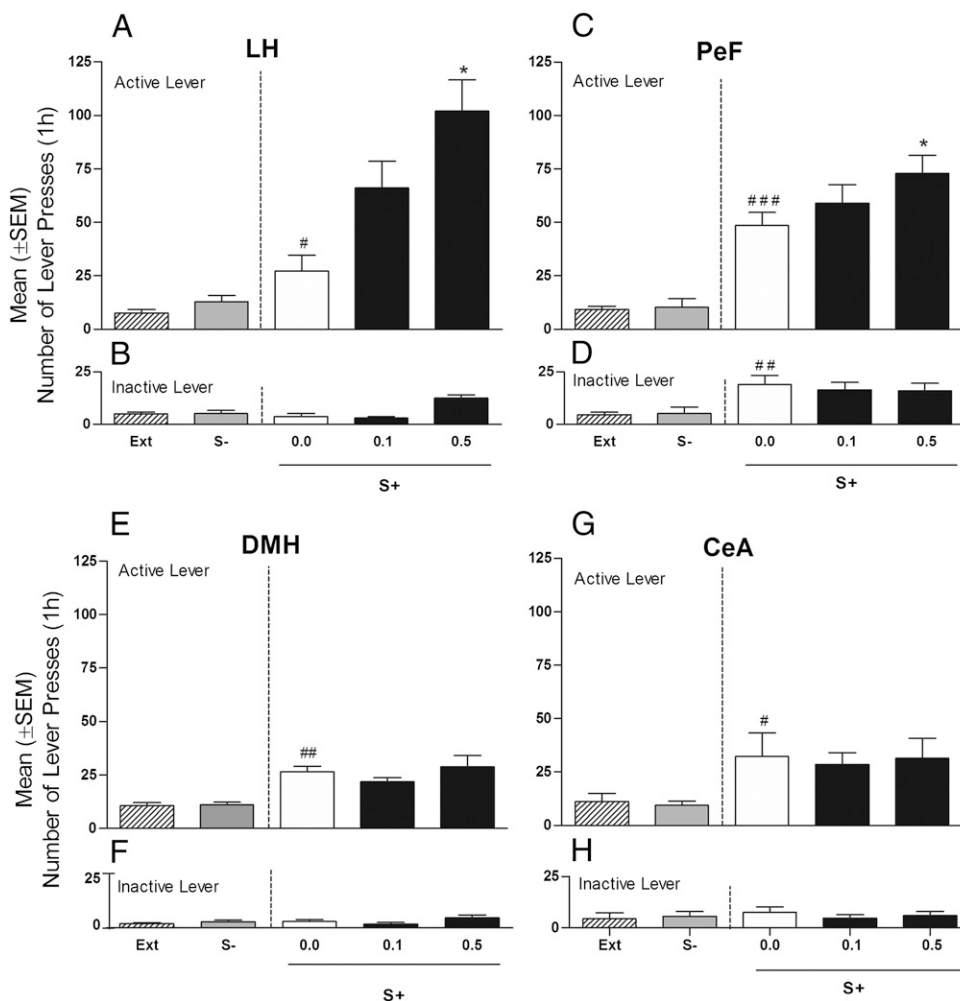 A
LH
Active Lever
*
#
125
100
75
50
25
0
B
Inactive Lever
25
0
Ext S- 0.0 0.1 0.5
S+
C
PeF
Active Lever
*
###
125
100
75
50
25
0
D
Inactive Lever
##
25
0
Ext S- 0.0 0.1 0.5
S+
Mean (±SEM)
Number of Lever Presses (1h)
E
DMH
Active Lever
##
125
100
75
50
25
0
F
Inactive Lever
25
0
Ext S- 0.0 0.1 0.5
S+
G
CeA
Active Lever
#
125
100
75
50
25
0
H
Inactive Lever
25
0
Ext S- 0.0 0.1 0.5
S+
Mean (±SEM)
Number of Lever Presses (1h)